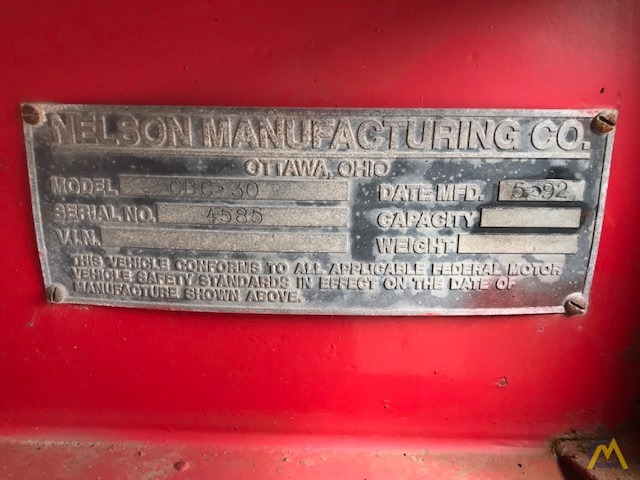 NELSON MANUFACTURING CO.
OTTAWA, OHIO
MODEL CBC-30 DATE MFD. 5-92
SERIAL NO. 4585 CAPACITY
V.I.N. WEIGHT
THIS VEHICLE CONFORMS TO ALL APPLICABLE FEDERAL MOTOR
VEHICLE SAFETY STANDARDS IN EFFECT ON THE DATE OF
MANUFACTURE SHOWN ABOVE.